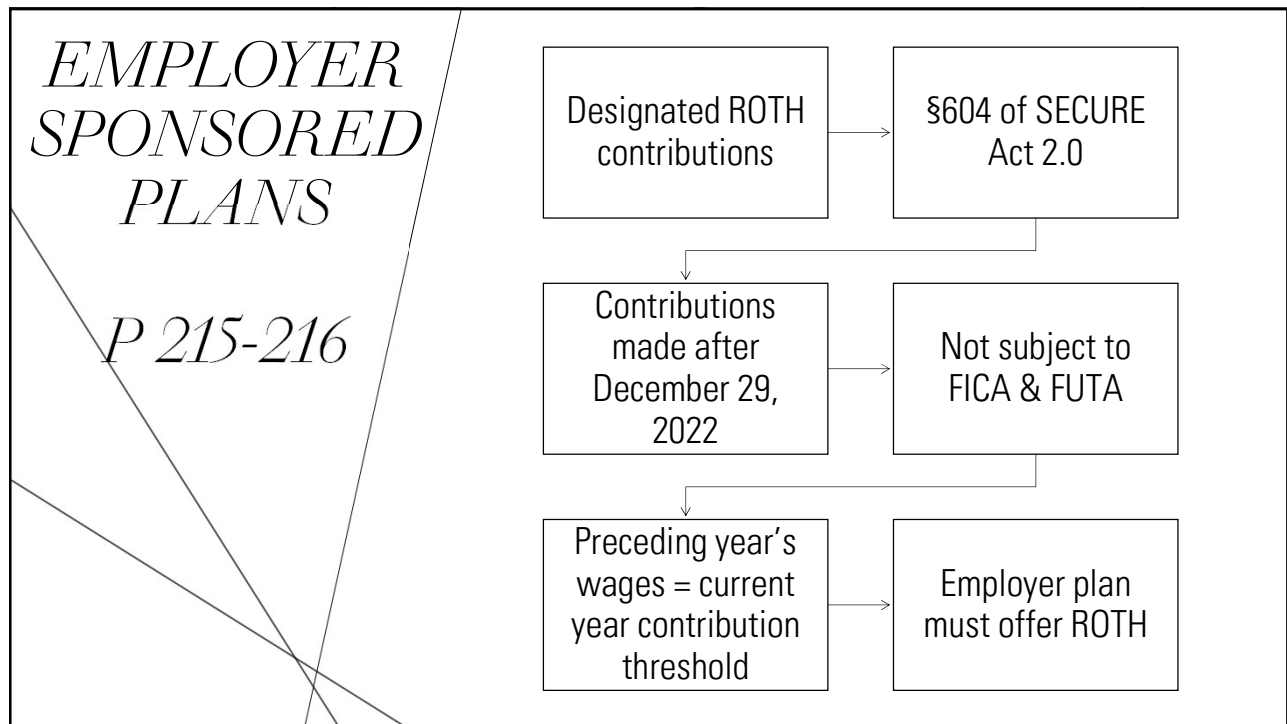 EMPLOYER
SPONSORED
PLANS
P 215-216
Designated ROTH
contributions
§604 of SECURE
Act 2.0
Contributions
made after
December 29,
2022
Not subject to
FICA & FUTA
Preceding year’s
wages = current
year contribution
threshold
Employer plan
must offer ROTH